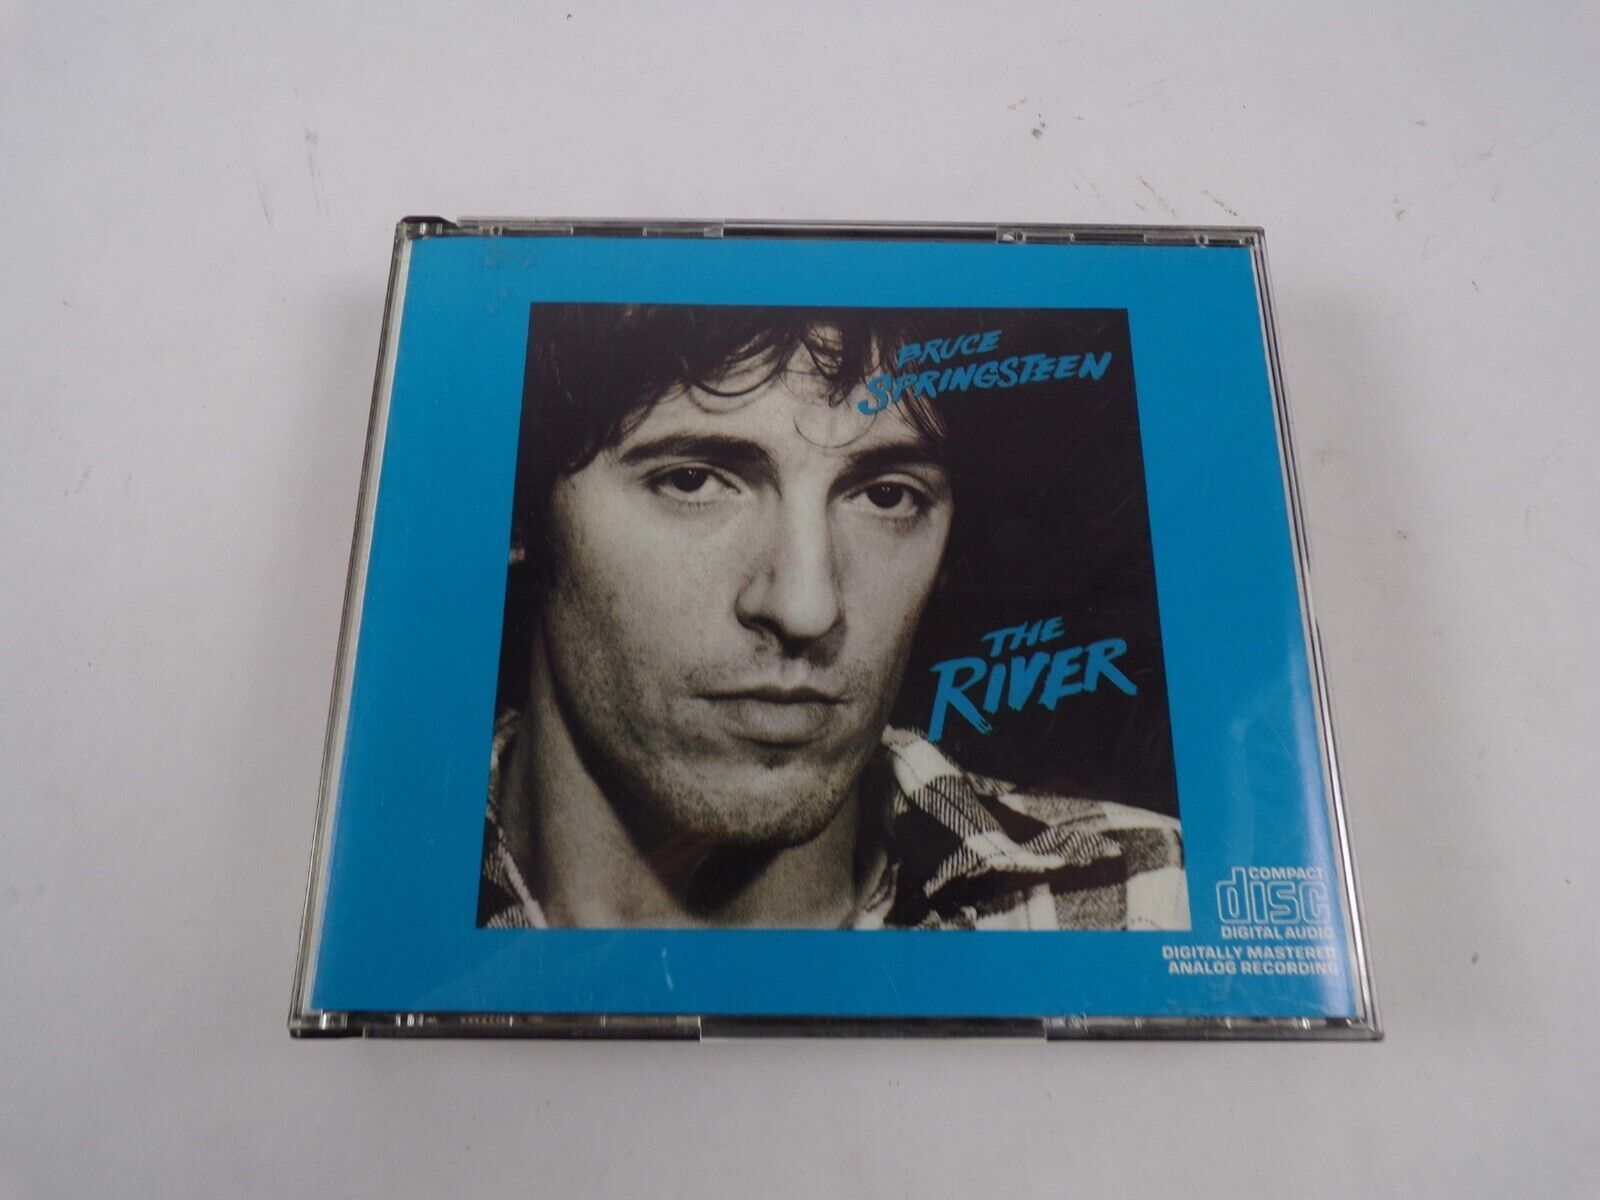 BRUCE
SPRINGSTEEN
THE
RIVER
COMPACT
disc
DIGITAL AUDIO
DIGITALLY MASTERED
ANALOG RECORDING